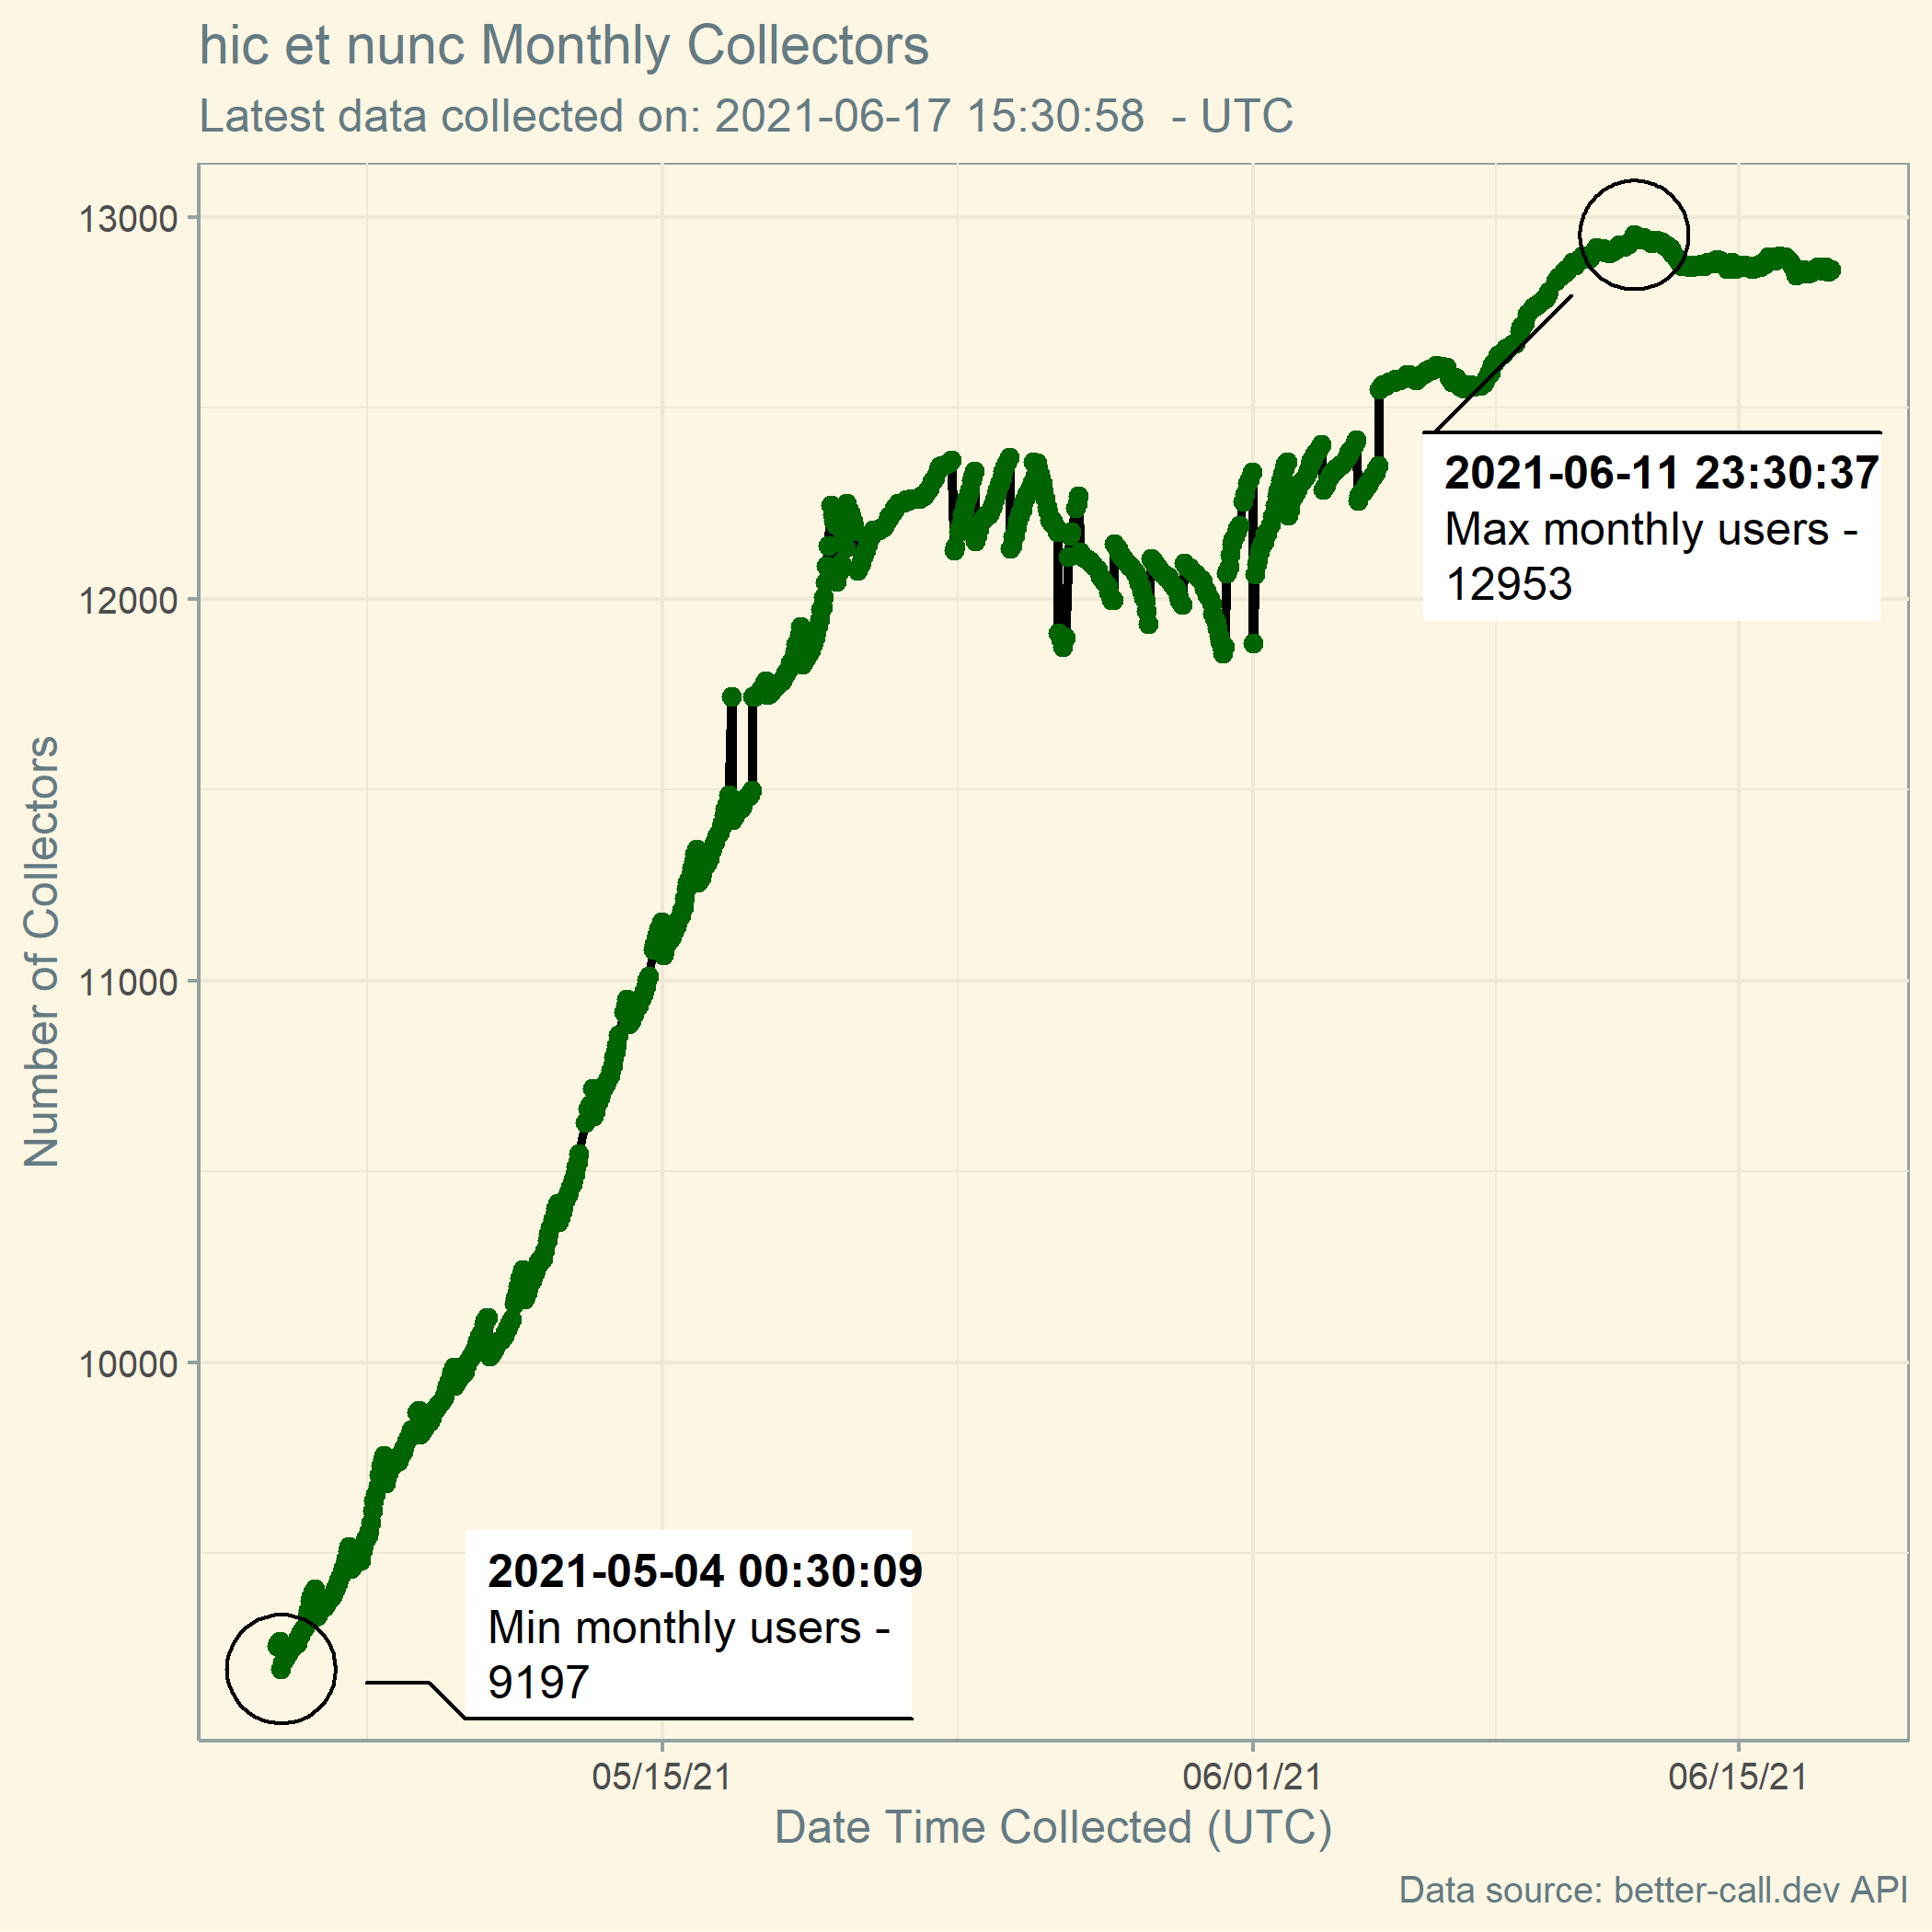 hic et nunc Monthly Collectors
Latest data collected on: 2021-06-17 15:30:58  - UTC
13000
12000
11000
10000
Number of Collectors
2021-06-11 23:30:37
Max monthly users -
12953
2021-05-04 00:30:09
Min monthly users -
9197
05/15/21
06/01/21
06/15/21
Date Time Collected (UTC)
Data source: better-call.dev API